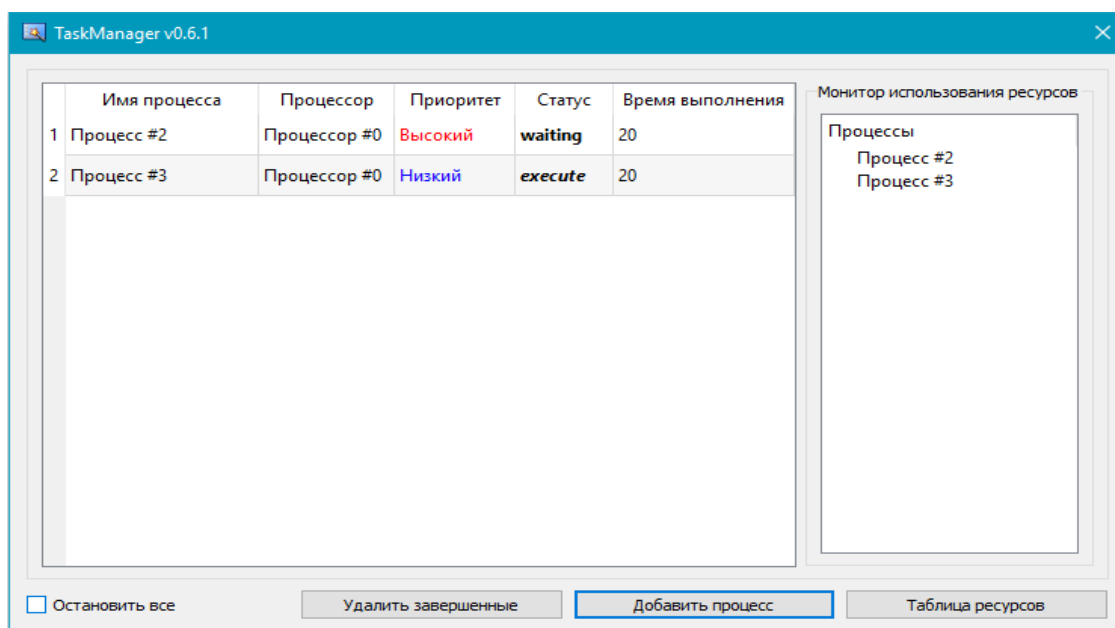 TaskManager v0.6.1
Имя процесса Процессор Приоритет Статус Время выполнения
1 Процесс #2 Процессор #0 Высокий waiting 20
2 Процесс #3 Процессор #0 Низкий execute 20
Монитор использования ресурсов
Процессы
Процесс #2
Процесс #3
Остановить все Удалить завершенные Добавить процесс Таблица ресурсов